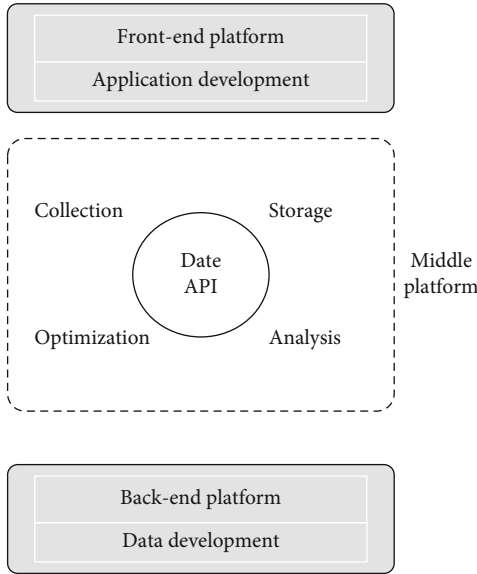 Front-end platform
Application development
Collection
Storage
Date
API
Middle
platform
Optimization
Analysis
Back-end platform
Data development